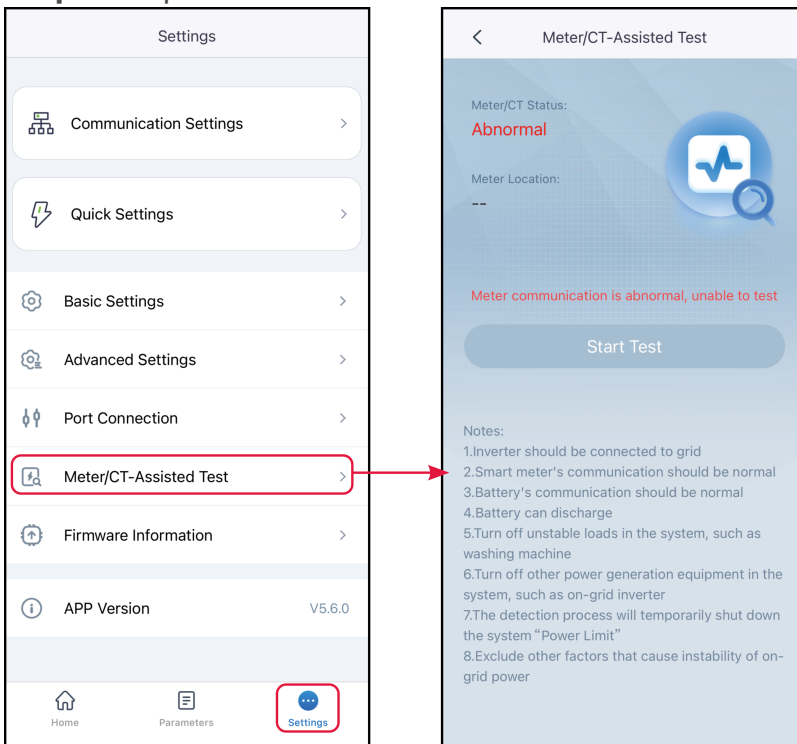 Settings
Communication Settings
Quick Settings
Basic Settings
Advanced Settings
Port Connection
Meter/CT-Assisted Test
Firmware Information
APP Version V5.6.0
Home Parameters Settings
Meter/CT-Assisted Test
Meter/CT Status:
Abnormal
Meter Location:
--
Meter communication is abnormal, unable to test
Start Test
Notes:
1.Inverter should be connected to grid
2.Smart meter's communication should be normal
3.Battery's communication should be normal
4.Battery can discharge
5.Turn off unstable loads in the system, such as
washing machine
6.Turn off other power generation equipment in the
system, such as on-grid inverter
7.The detection process will temporarily shut down
the system “Power Limit”
8.Exclude other factors that cause instability of on-
grid power